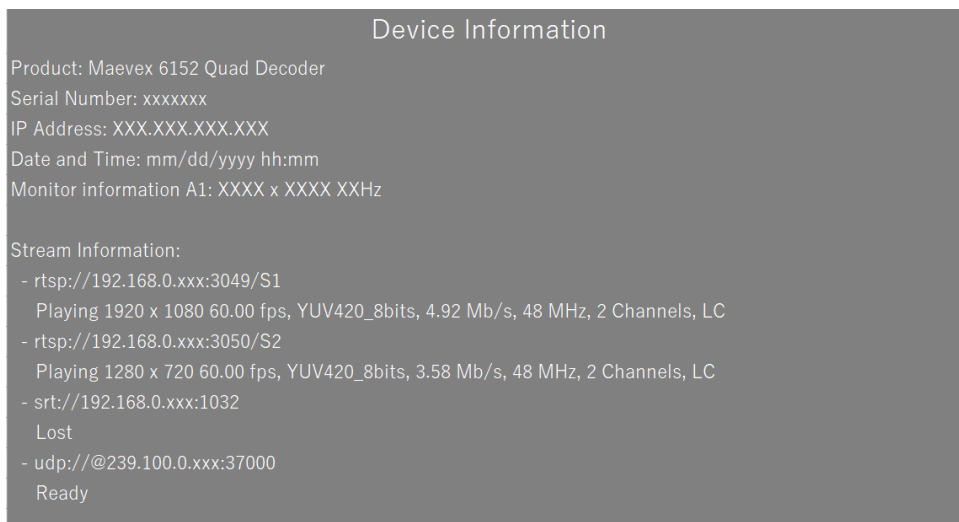 Device Information
Product: Maevex 6152 Quad Decoder
Serial Number: xxxxxxx
IP Address: XXX.XXX.XXX.XXX
Date and Time: mm/dd/yyyy hh:mm
Monitor information A1: XXXX x XXXX XXHz
Stream Information:
- rtsp://192.168.0.xxx:3049/S1
Playing 1920 x 1080 60.00 fps, YUV420_8bits, 4.92 Mb/s, 48 MHz, 2 Channels, LC
- rtsp://192.168.0.xxx:3050/S2
Playing 1280 x 720 60.00 fps, YUV420_8bits, 3.58 Mb/s, 48 MHz, 2 Channels, LC
- srt://192.168.0.xxx:1032
Lost
- udp://@239.100.0.xxx:37000
Ready